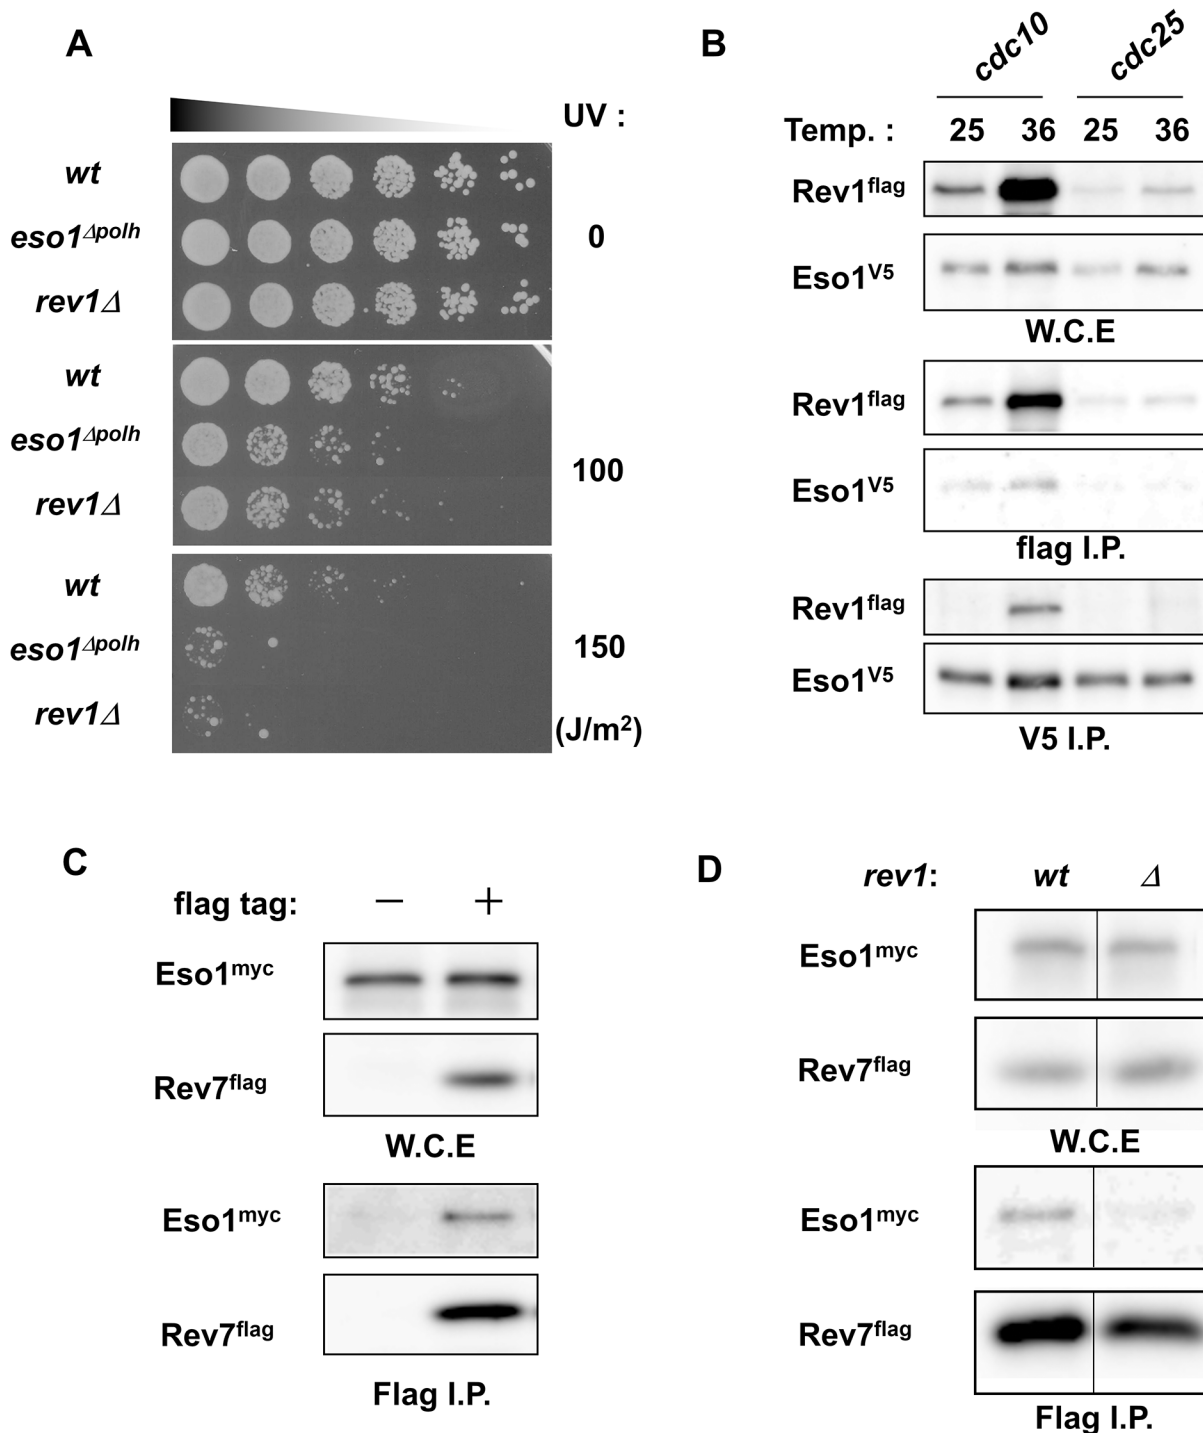 A
UV :
wt
eso1Δpolh
rev1Δ
0
wt
eso1Δpolh
rev1Δ
100
wt
eso1Δpolh
rev1Δ
150
(J/m²)
B
cdc10 cdc25
Temp. : 25 36 25 36
Rev1flag
Eso1V5
W.C.E
Rev1flag
Eso1V5
flag I.P.
Rev1flag
Eso1V5
V5 I.P.
C
flag tag: − +
Eso1myc
Rev7flag
W.C.E
Eso1myc
Rev7flag
Flag I.P.
D
rev1: wt Δ
Eso1myc
Rev7flag
W.C.E
Eso1myc
Rev7flag
Flag I.P.